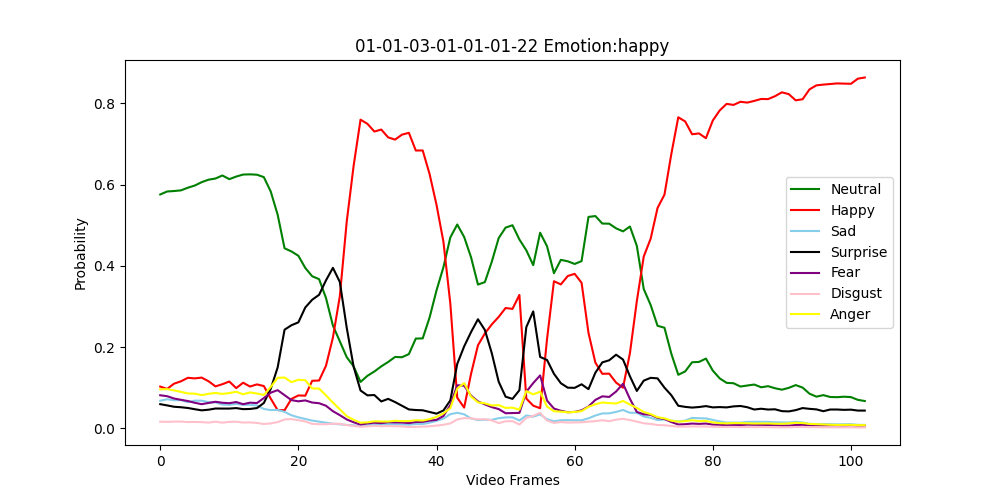 01-01-03-01-01-01-22 Emotion:happy
Probability
0.8
0.6
0.4
0.2
0.0
Neutral
Happy
Sad
Surprise
Fear
Disgust
Anger
0 20 40 60 80 100
Video Frames